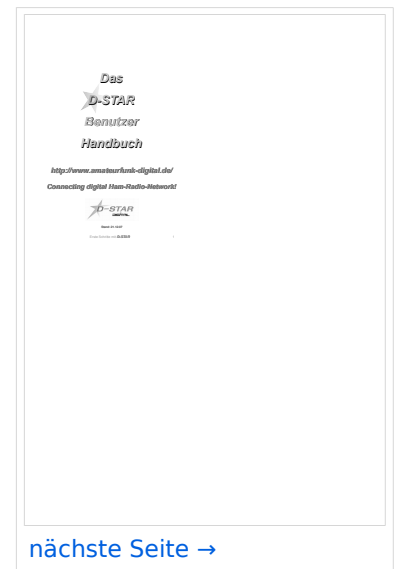 Das
D-STAR
Benutzer
Handbuch
http://www.amateurfunk-digital.de/
Connecting digital Ham-Radio-Network!
D-STAR
nächste Seite →